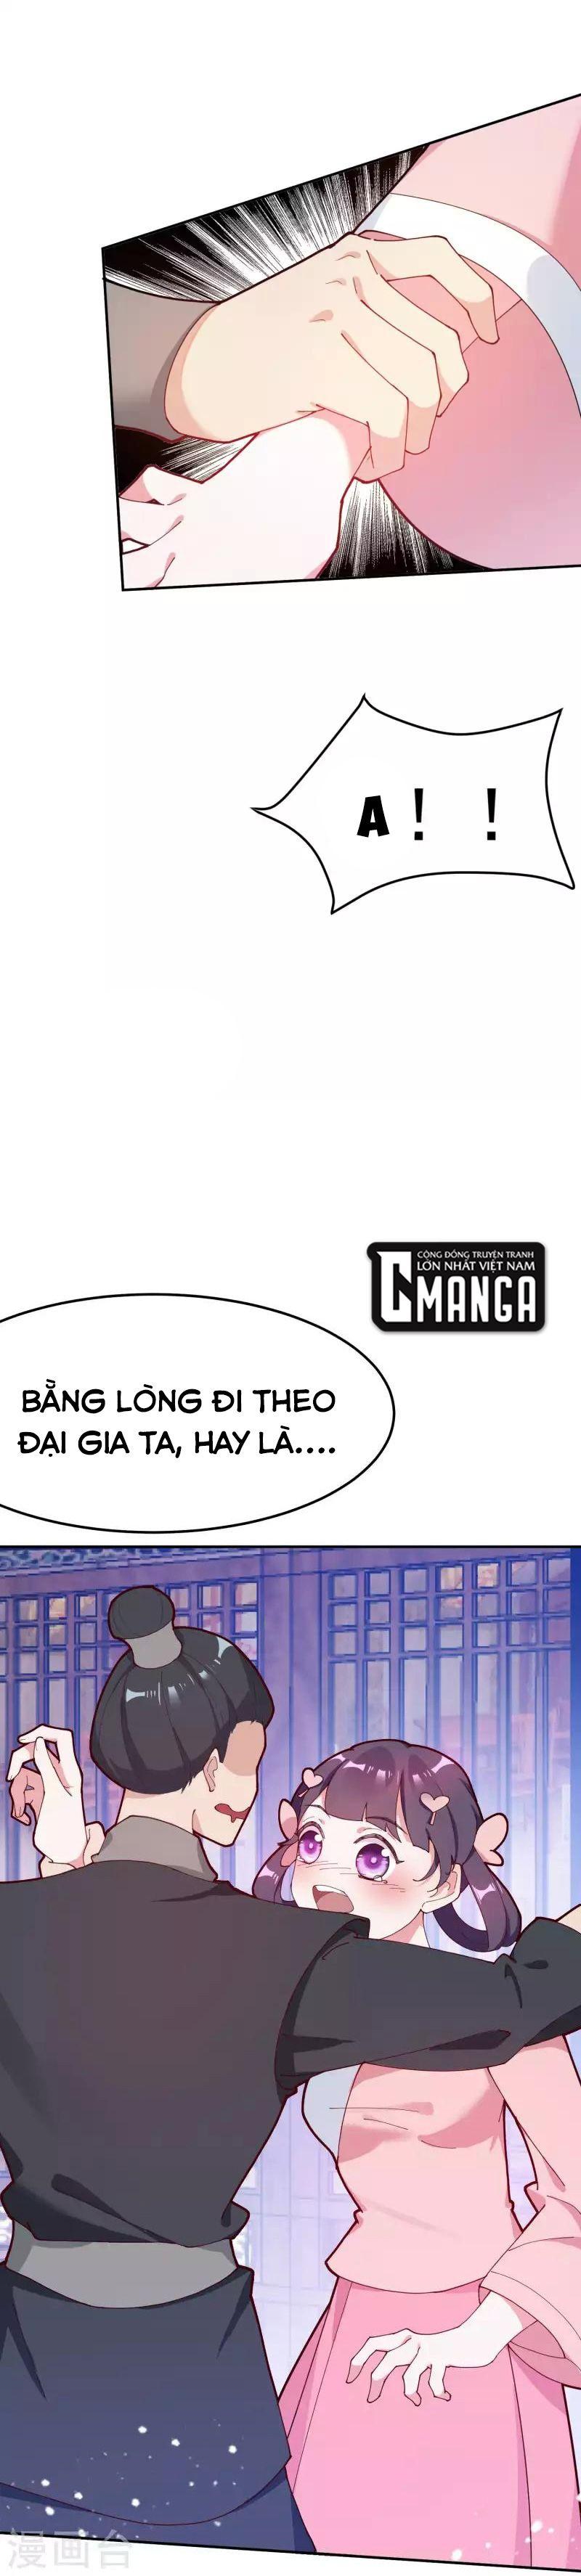 A! !
CỘNG ĐỒNG TRUYỆN TRANH
LỚN NHẤT VIỆT NAM
CMANGA
BẰNG LÒNG ĐI THEO
ĐẠI GIA TA, HAY LÀ....
漫画台